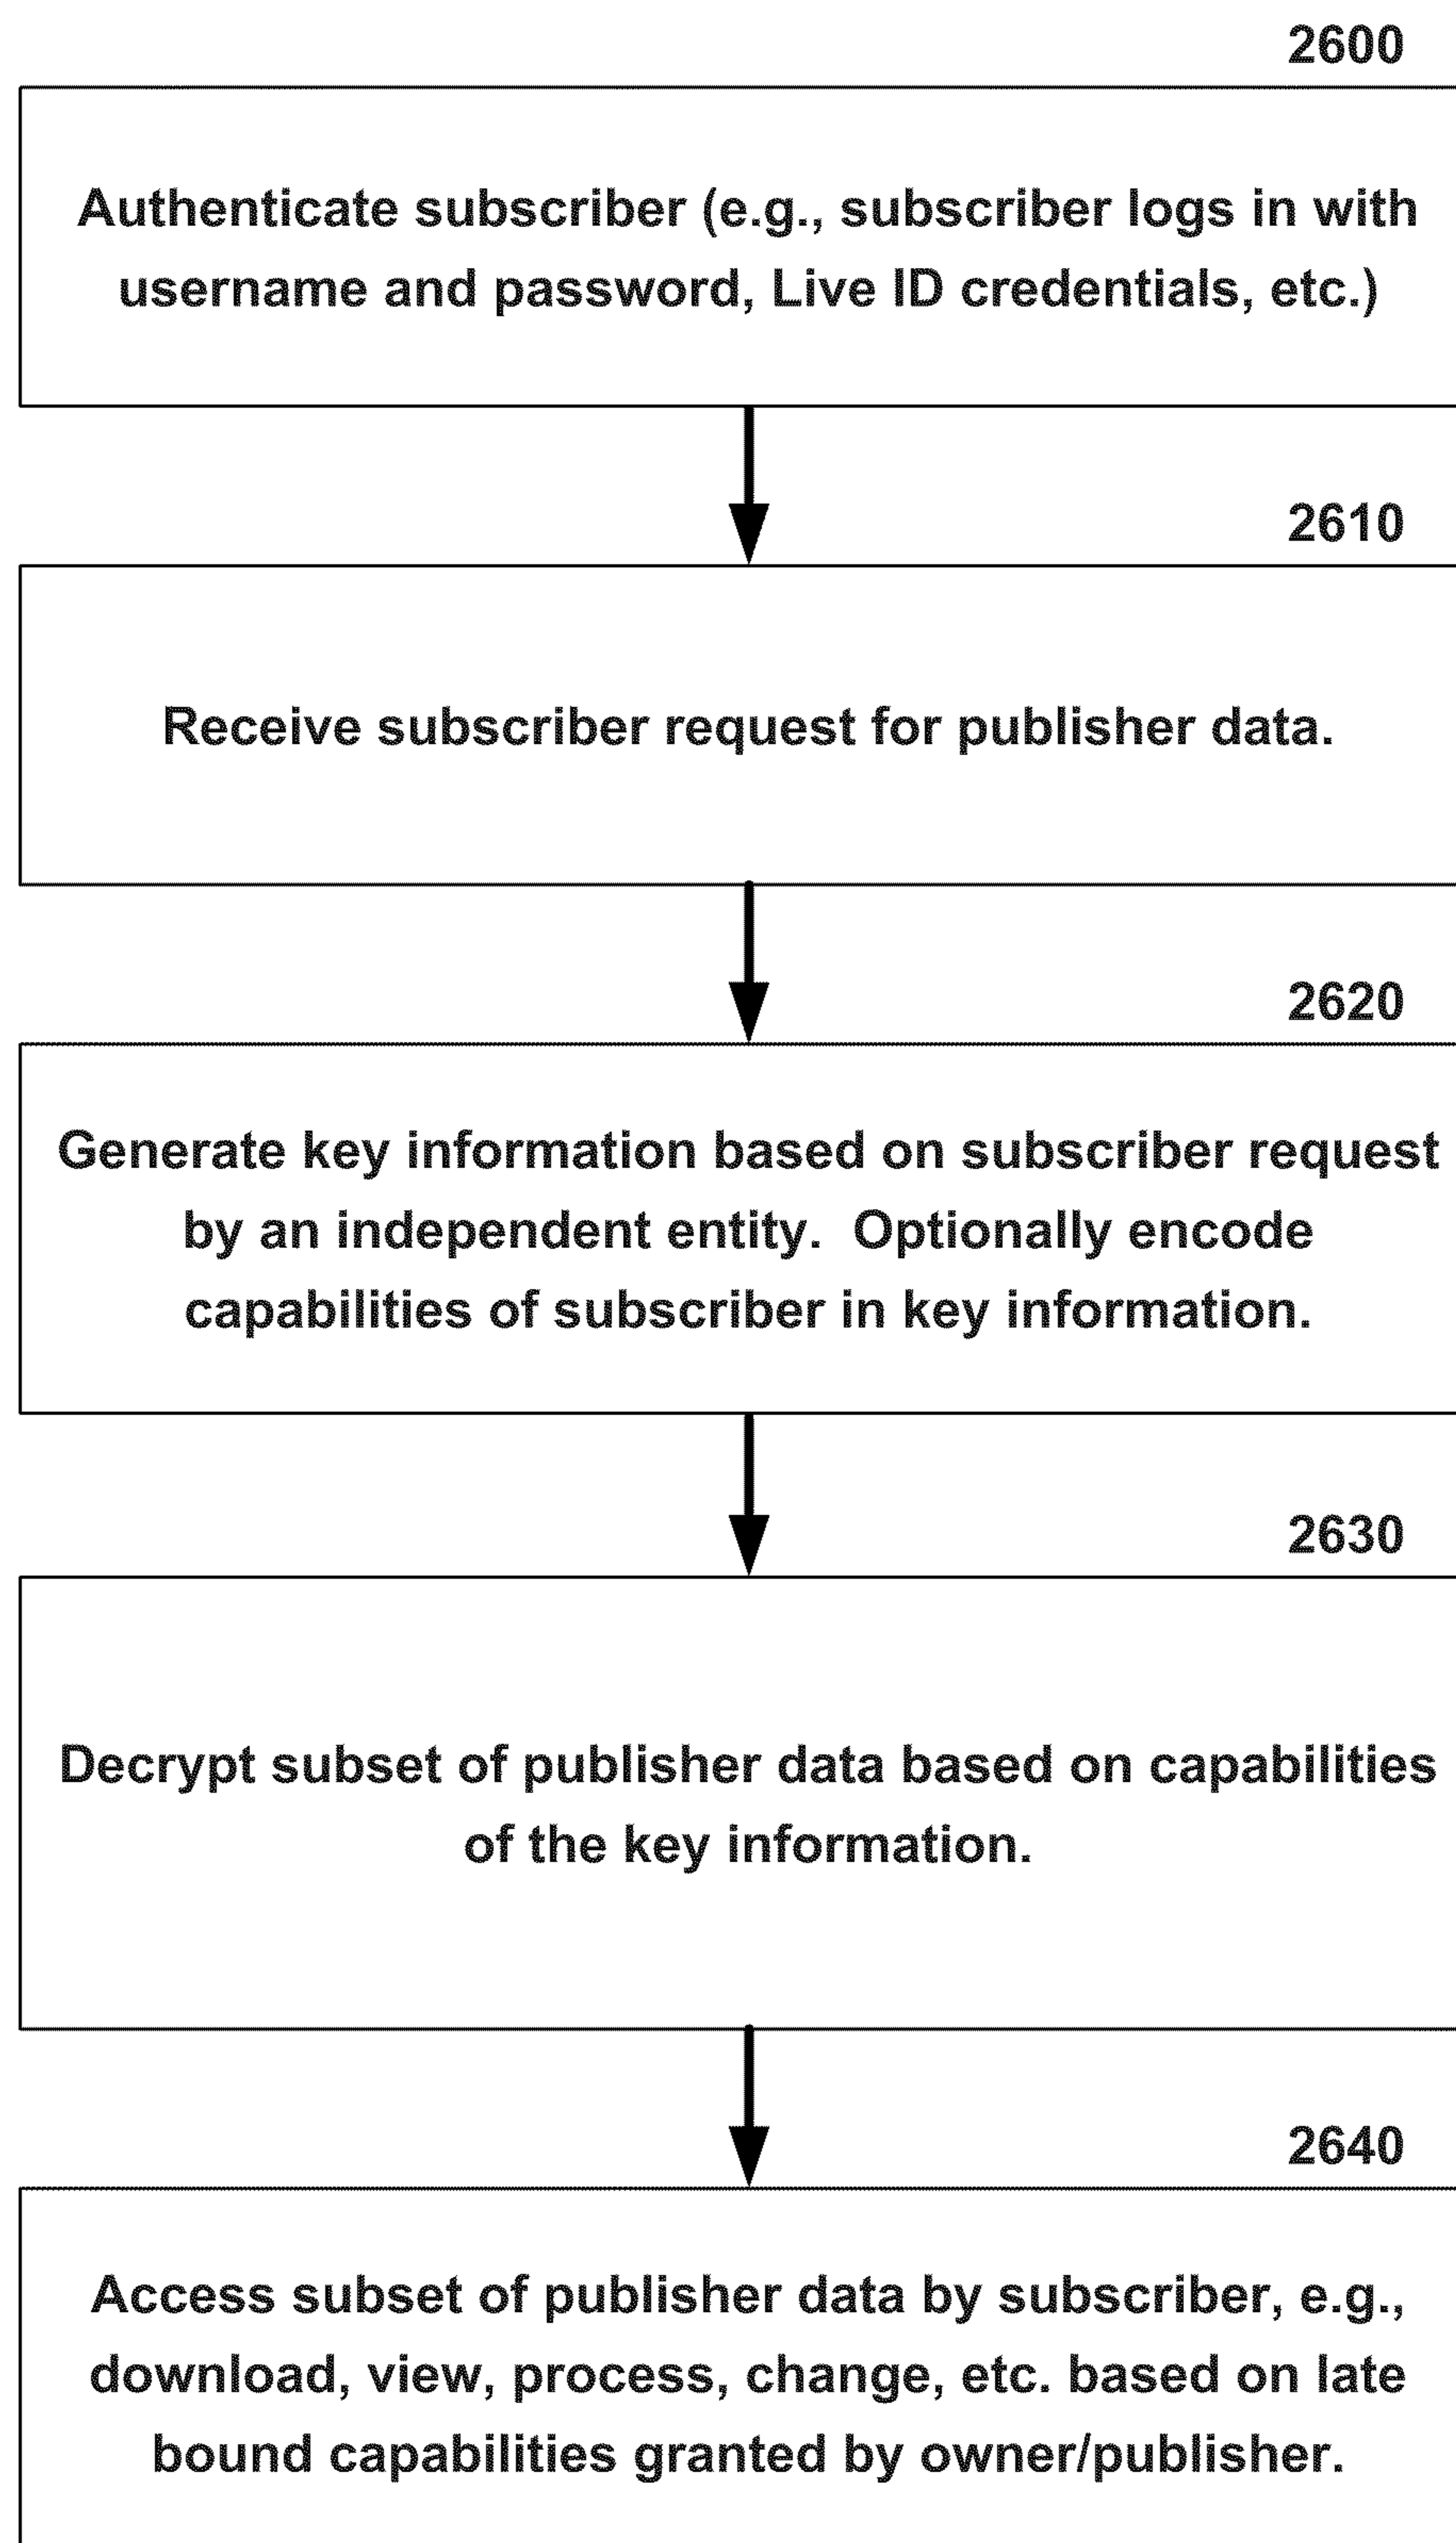 2600
Authenticate subscriber (e.g., subscriber logs in with
username and password, Live ID credentials, etc.)
2610
Receive subscriber request for publisher data.
2620
Generate key information based on subscriber request
by an independent entity.  Optionally encode
capabilities of subscriber in key information.
2630
Decrypt subset of publisher data based on capabilities
of the key information.
2640
Access subset of publisher data by subscriber, e.g.,
download, view, process, change, etc. based on late
bound capabilities granted by owner/publisher.